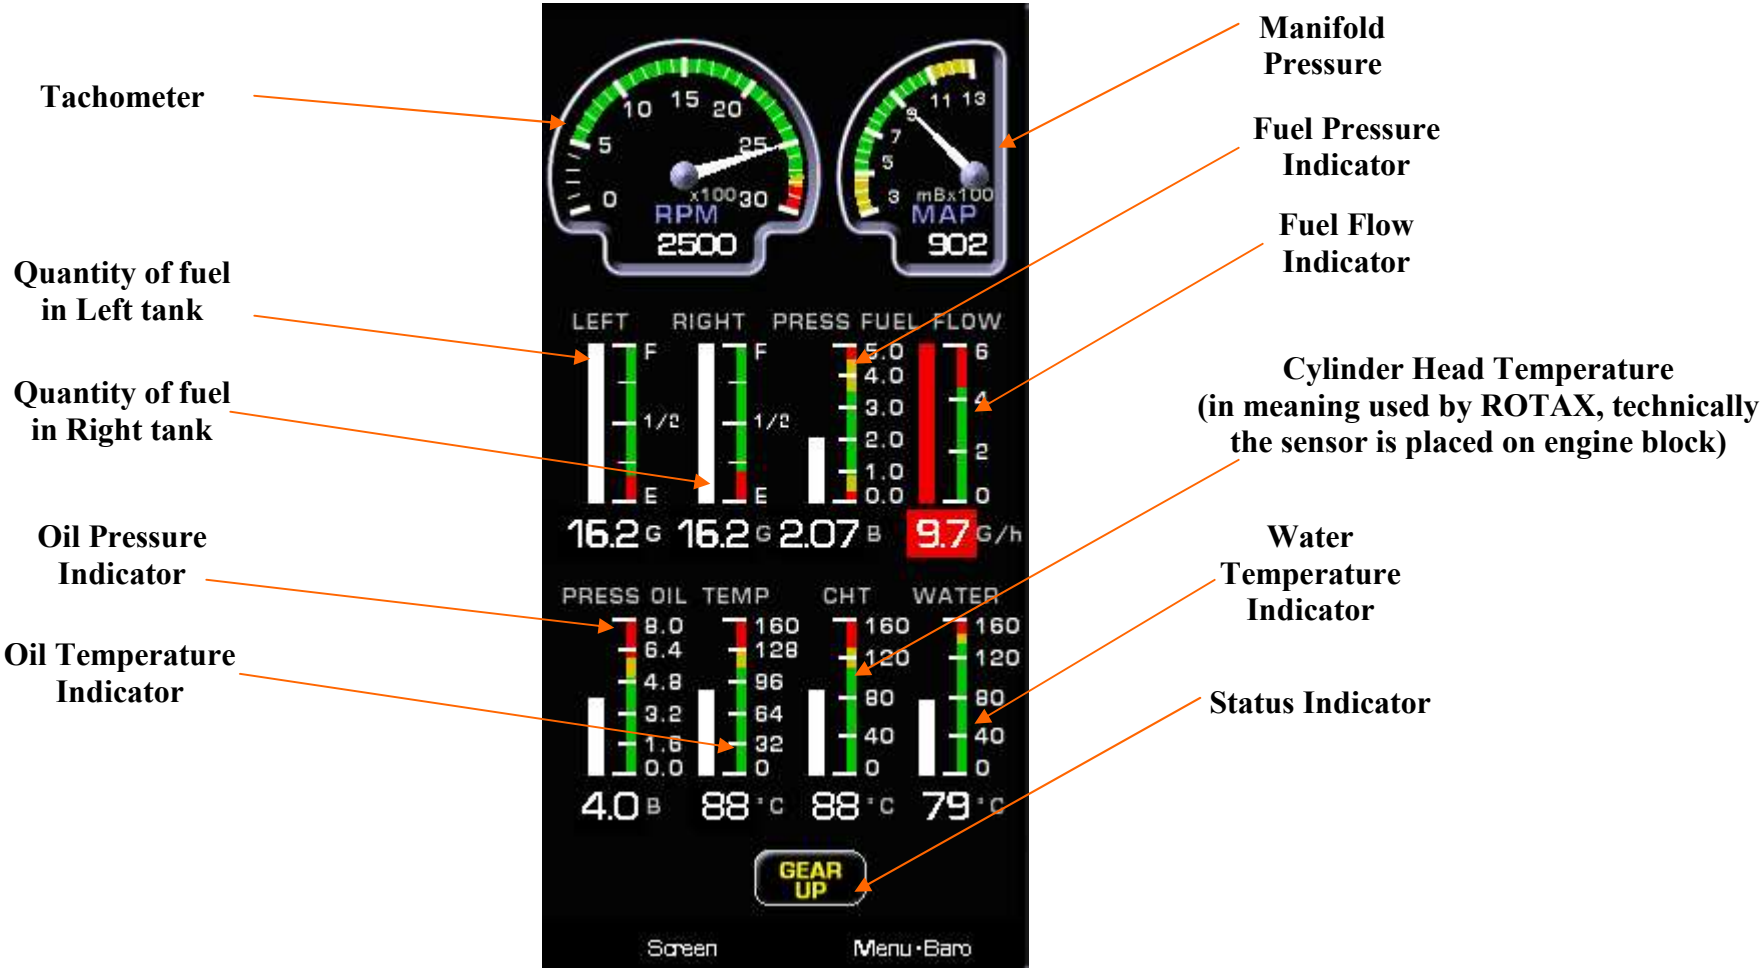 Tachometer
Quantity of fuel
in Left tank
Quantity of fuel
in Right tank
Oil Pressure
Indicator
Oil Temperature
Indicator
0
5
10
15
20
25
30
x100
RPM
2500
3
5
7
9
11
13
mBx100
MAP
902
LEFT RIGHT PRESS FUEL FLOW
F
1/2
E
16.2 G
F
1/2
E
16.2 G
5.0
4.0
3.0
2.0
1.0
0.0
2.07 B
6
4
2
0
9.7 G/h
PRESS OIL TEMP CHT WATER
8.0
6.4
4.8
3.2
1.6
0.0
4.0 B
160
128
96
64
32
0
88 °C
160
120
80
40
0
88 °C
160
120
80
40
0
79 °C
GEAR
UP
Screen Menu·Baro
Manifold
Pressure
Fuel Pressure
Indicator
Fuel Flow
Indicator
Cylinder Head Temperature
(in meaning used by ROTAX, technically
the sensor is placed on engine block)
Water
Temperature
Indicator
Status Indicator